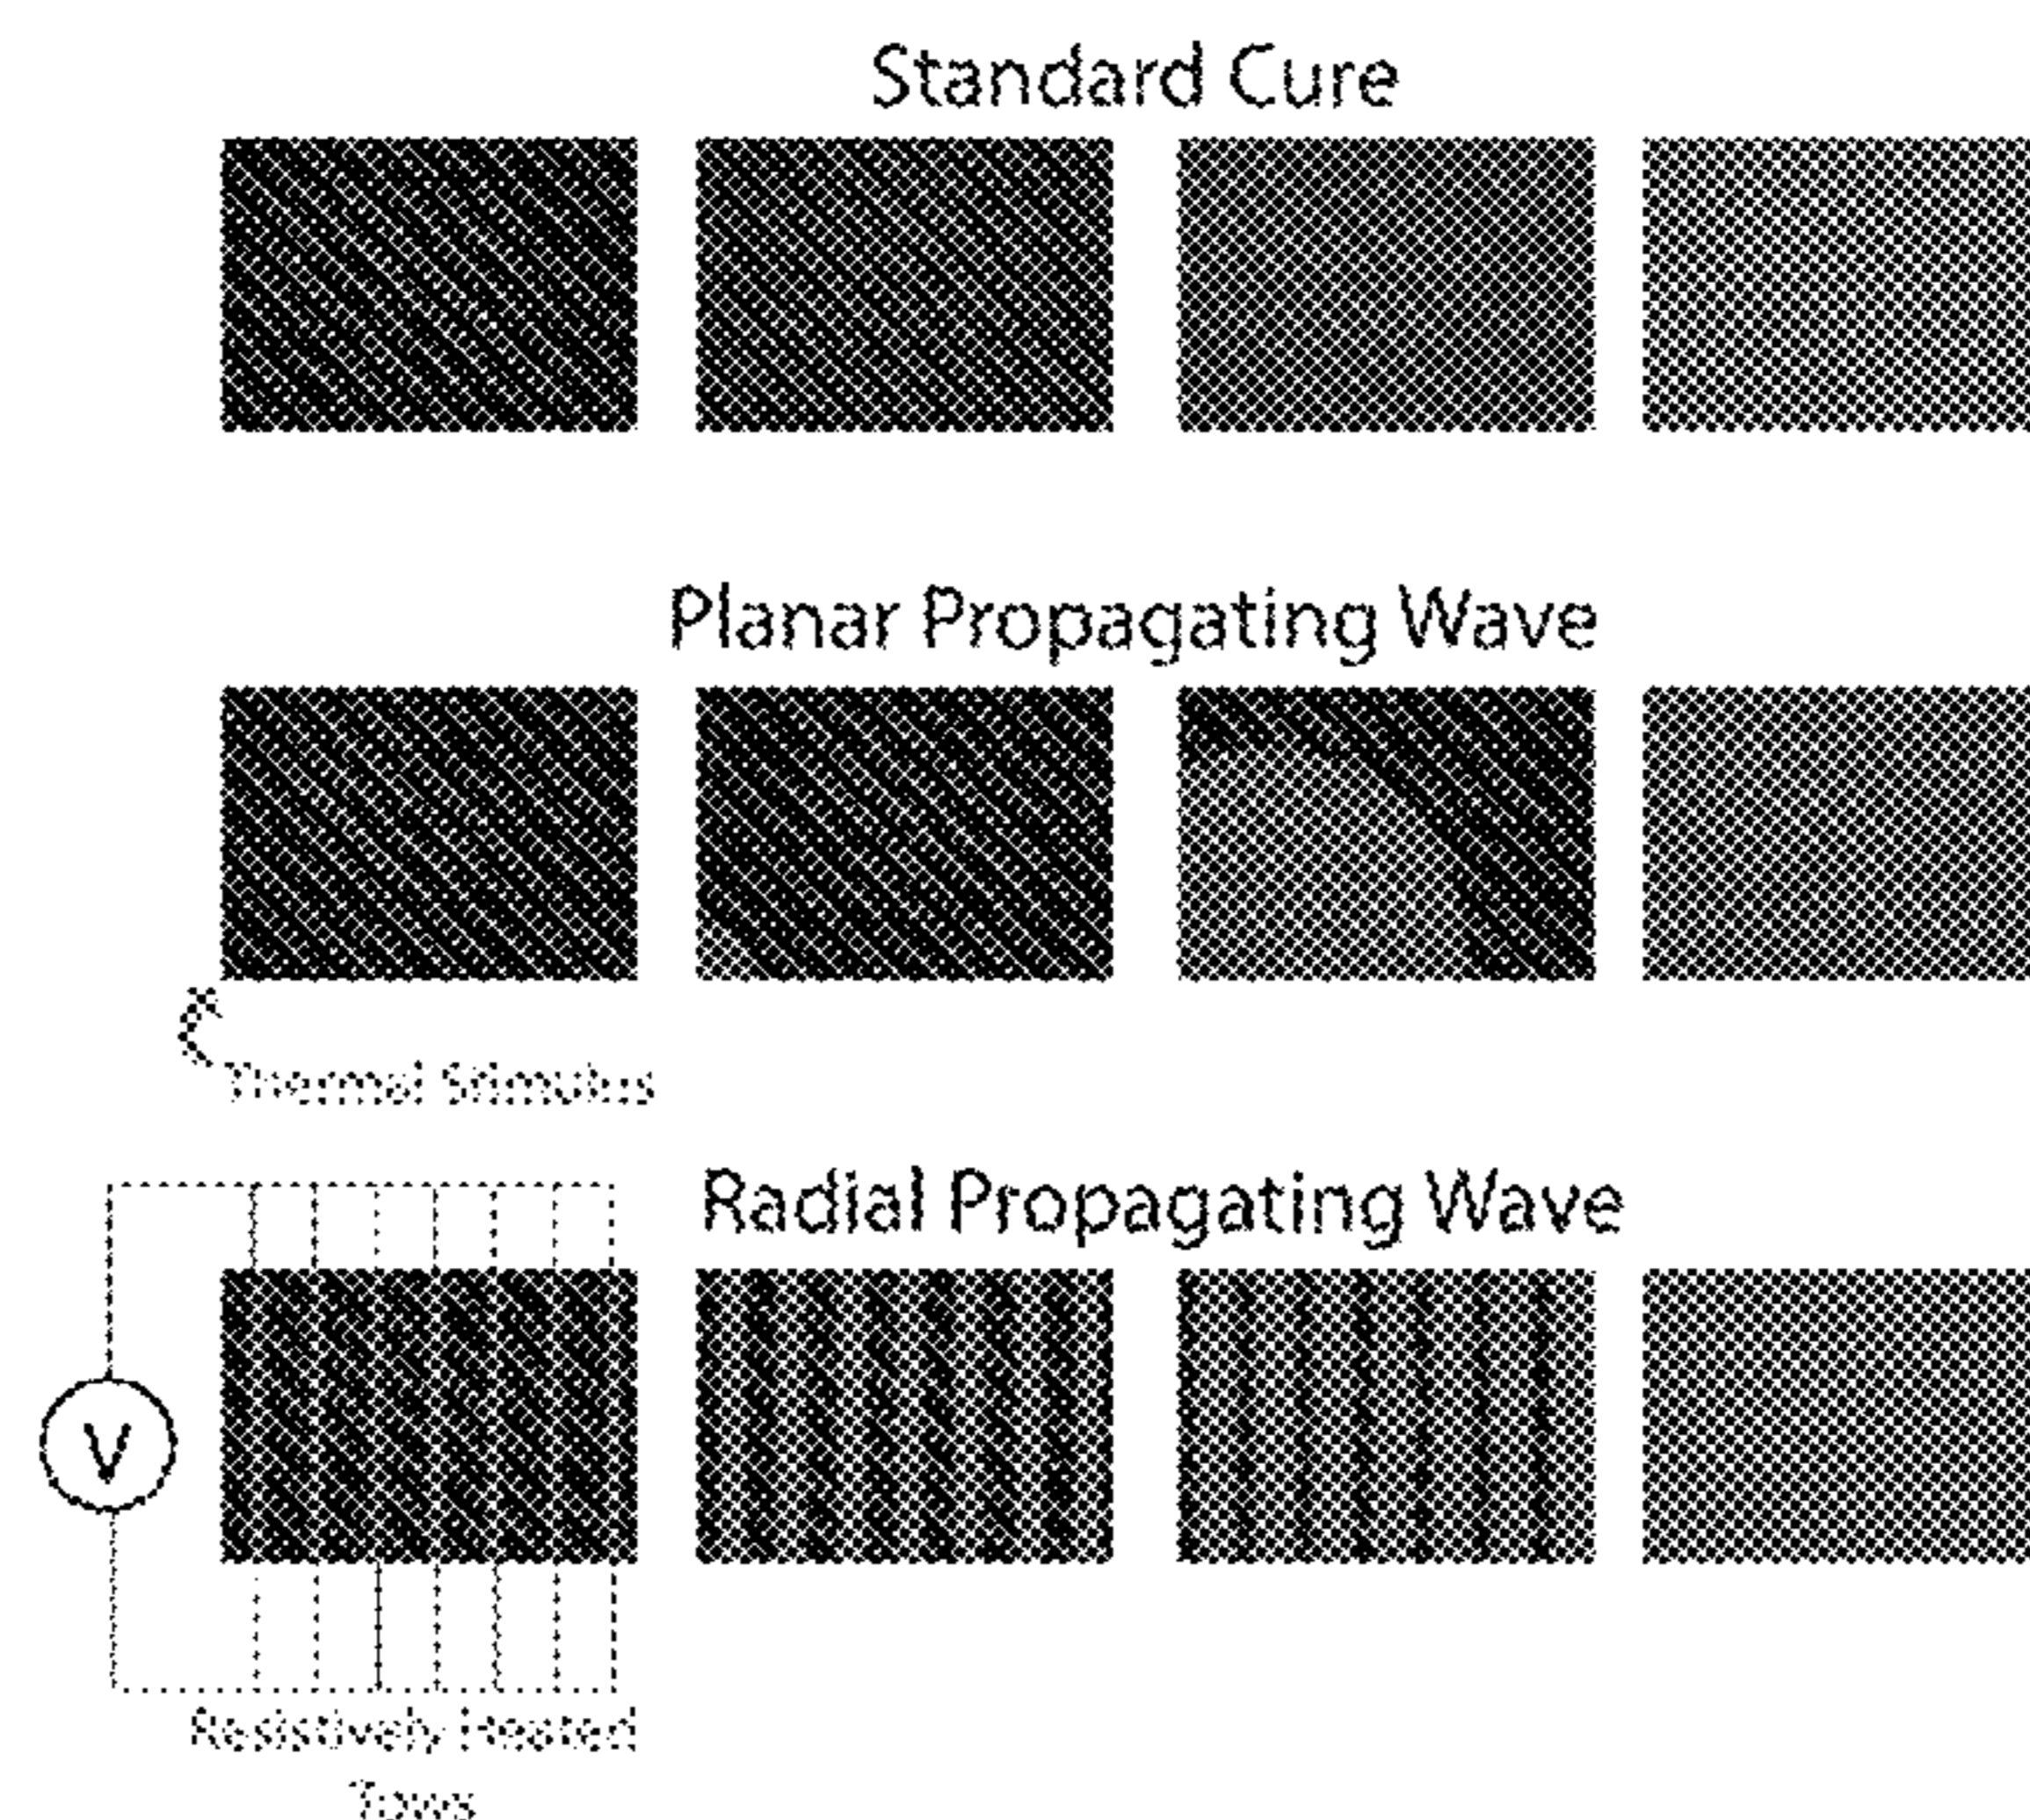 Standard Cure
Planar Propagating Wave
Thermal Stimulus
Radial Propagating Wave
V
Resistively Heated
Tows